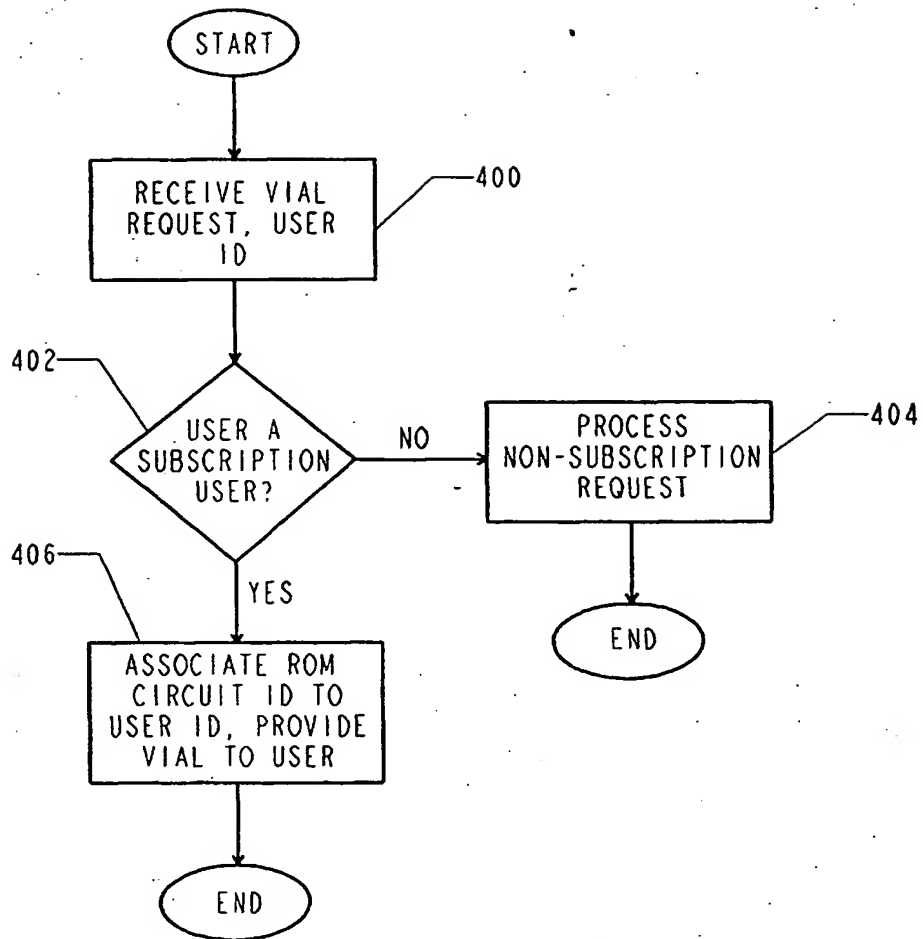 START
RECEIVE VIAL
REQUEST, USER
ID
400
402
USER A
SUBSCRIPTION
USER?
NO
PROCESS
NON-SUBSCRIPTION
REQUEST
404
406
YES
END
ASSOCIATE ROM
CIRCUIT ID TO
USER ID, PROVIDE
VIAL TO USER
END